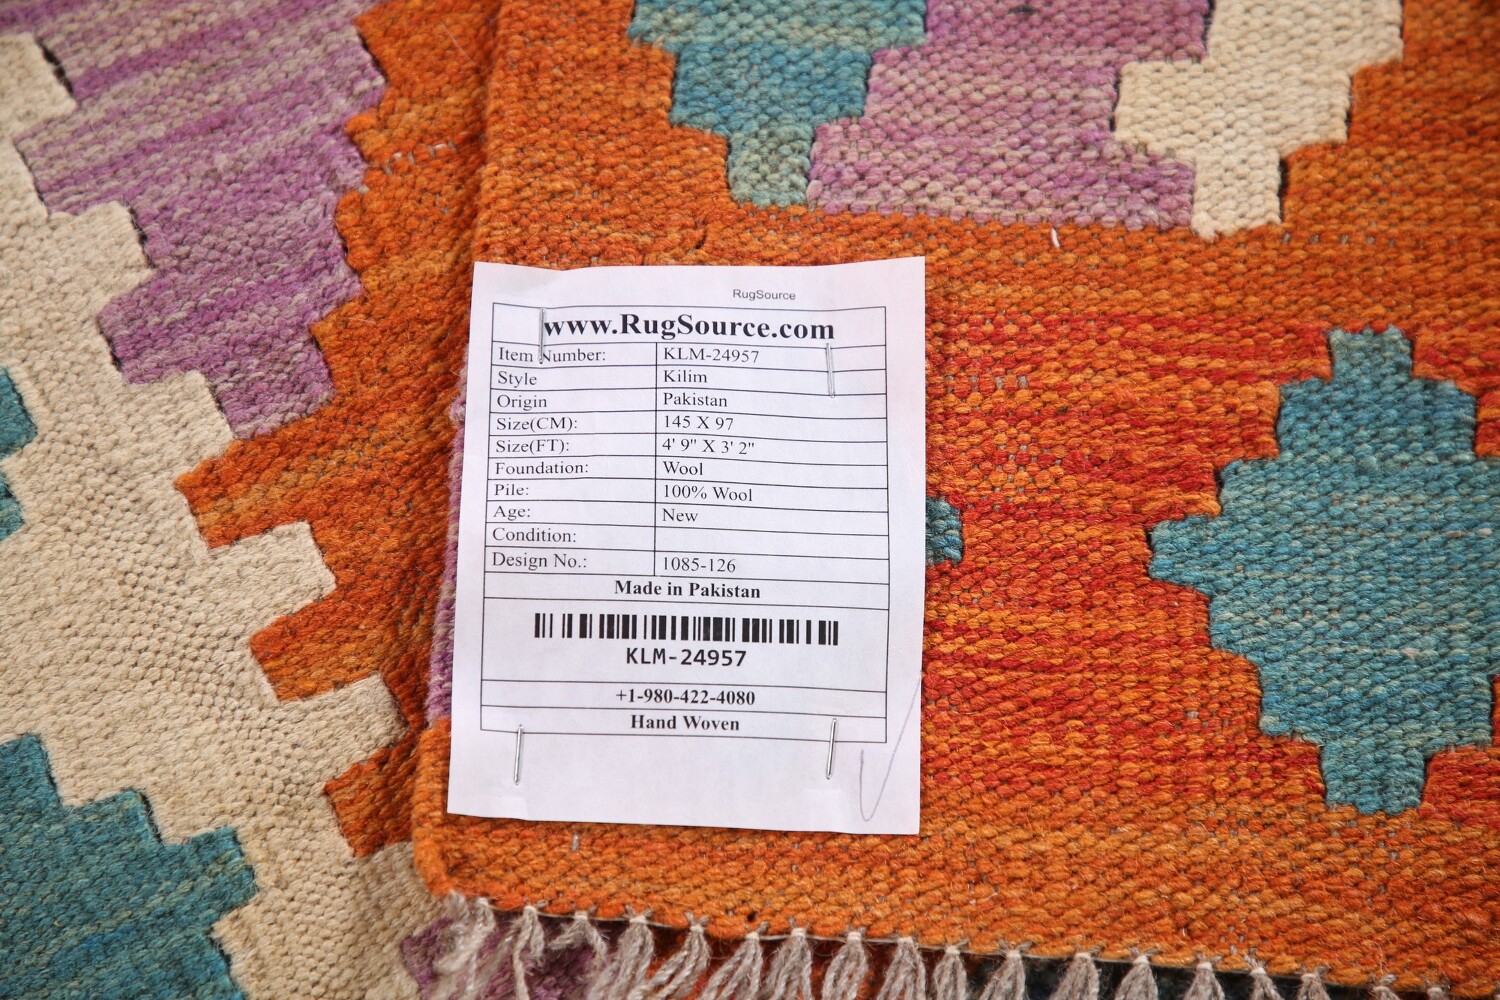 RugSource
www.RugSource.com
Item Number: KLM-24957
Style Kilim
Origin Pakistan
Size(CM): 145 X 97
Size(FT): 4' 9" X 3' 2"
Foundation: Wool
Pile: 100% Wool
Age: New
Condition:
Design No.: 1085-126
Made in Pakistan
KLM-24957
+1-980-422-4080
Hand Woven